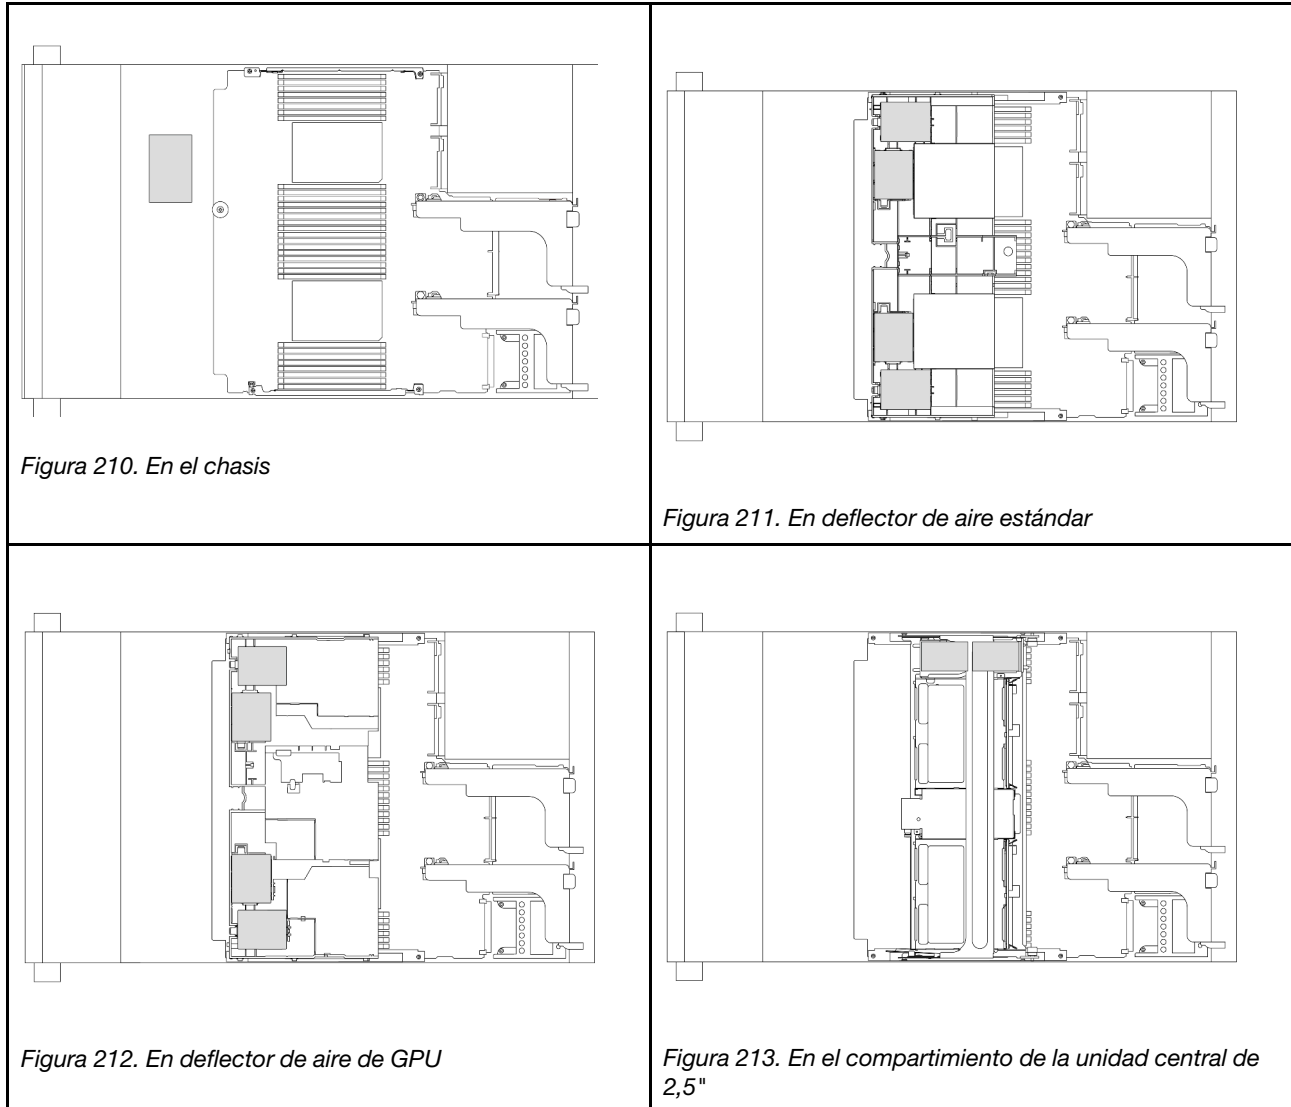 Figura 210. En el chasis
Figura 211. En deflector de aire estándar
Figura 212. En deflector de aire de GPU
Figura 213. En el compartimiento de la unidad central de
2,5"